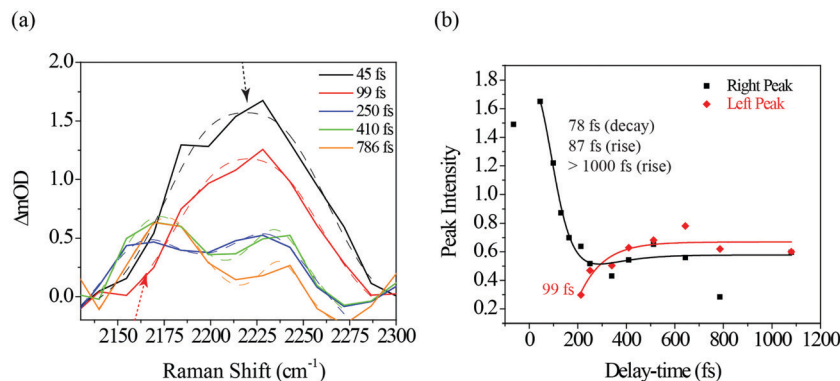 (a)
2.0
1.5
1.0
0.5
0.0
ΔmOD
45 fs
99 fs
250 fs
410 fs
786 fs
2150 2175 2200 2225 2250 2275 2300
Raman Shift (cm⁻¹)
(b)
1.8
1.6
1.4
1.2
1.0
0.8
0.6
0.4
0.2
Peak Intensity
Right Peak
Left Peak
78 fs (decay)
87 fs (rise)
> 1000 fs (rise)
99 fs
0 200 400 600 800 1000 1200
Delay-time (fs)